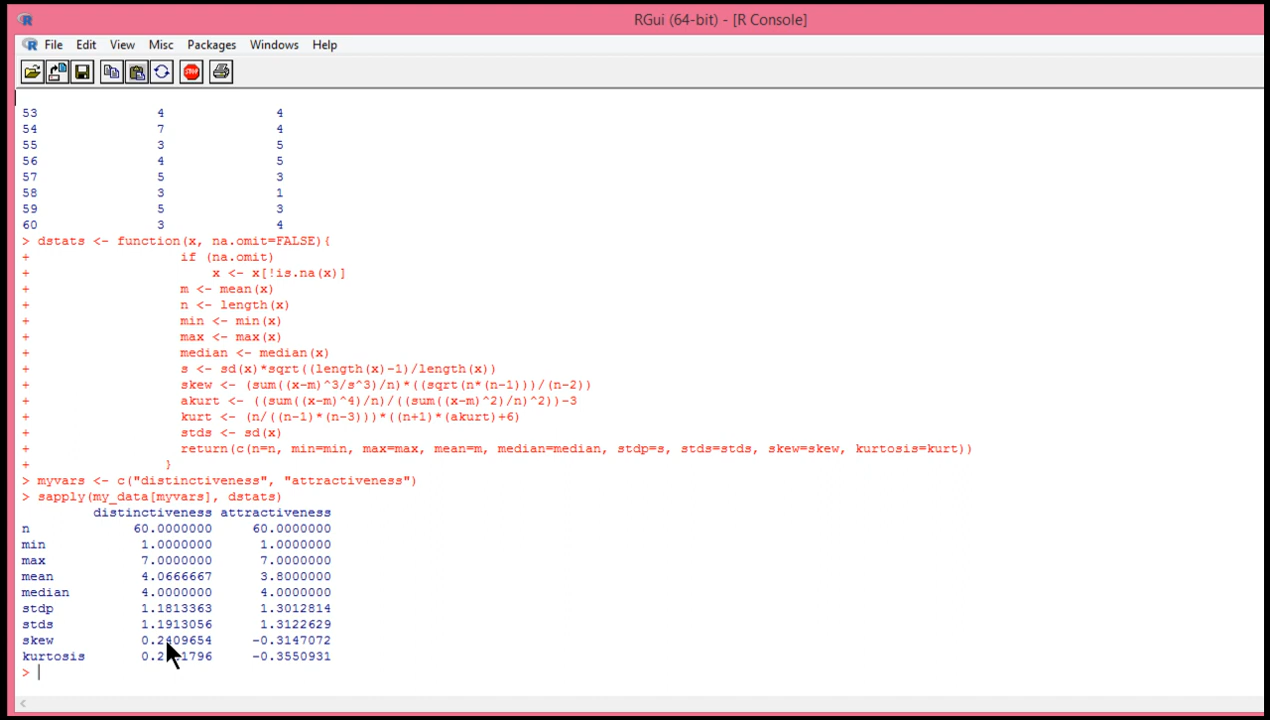 RGui (64-bit) - [R Console]
File Edit View Misc Packages Windows Help
STOP
53 4 4
54 7 4
55 3 5
56 4 5
57 5 3
58 3 1
59 5 3
60 3 4
> dstats <- function(x, na.omit=FALSE){
+ if (na.omit)
+ x <- x[!is.na(x)]
+ m <- mean(x)
+ n <- length(x)
+ min <- min(x)
+ max <- max(x)
+ median <- median(x)
+ s <- sd(x)*sqrt((length(x)-1)/length(x))
+ skew <- (sum((x-m)^3/s^3)/n)*((sqrt(n*(n-1)))/(n-2))
+ akurt <- ((sum((x-m)^4)/n)/((sum((x-m)^2)/n)^2))-3
+ kurt <- (n/((n-1)*(n-3)))*((n+1)*(akurt)+6)
+ stds <- sd(x)
+ return(c(n=n, min=min, max=max, mean=m, median=median, stdp=s, stds=stds, skew=skew, kurtosis=kurt))
+ }
> myvars <- c("distinctiveness", "attractiveness")
> sapply(my_data[myvars], dstats)
distinctiveness attractiveness
n 60.0000000 60.0000000
min 1.0000000 1.0000000
max 7.0000000 7.0000000
mean 4.0666667 3.8000000
median 4.0000000 4.0000000
stdp 1.1813363 1.3012814
stds 1.1913056 1.3122629
skew 0.2409654 -0.3147072
kurtosis -0.3550931
>